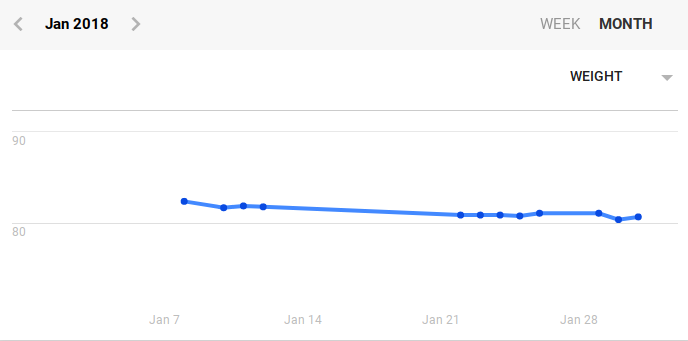 Jan 2018 WEEK MONTH
WEIGHT
90
80
Jan 7 Jan 14 Jan 21 Jan 28